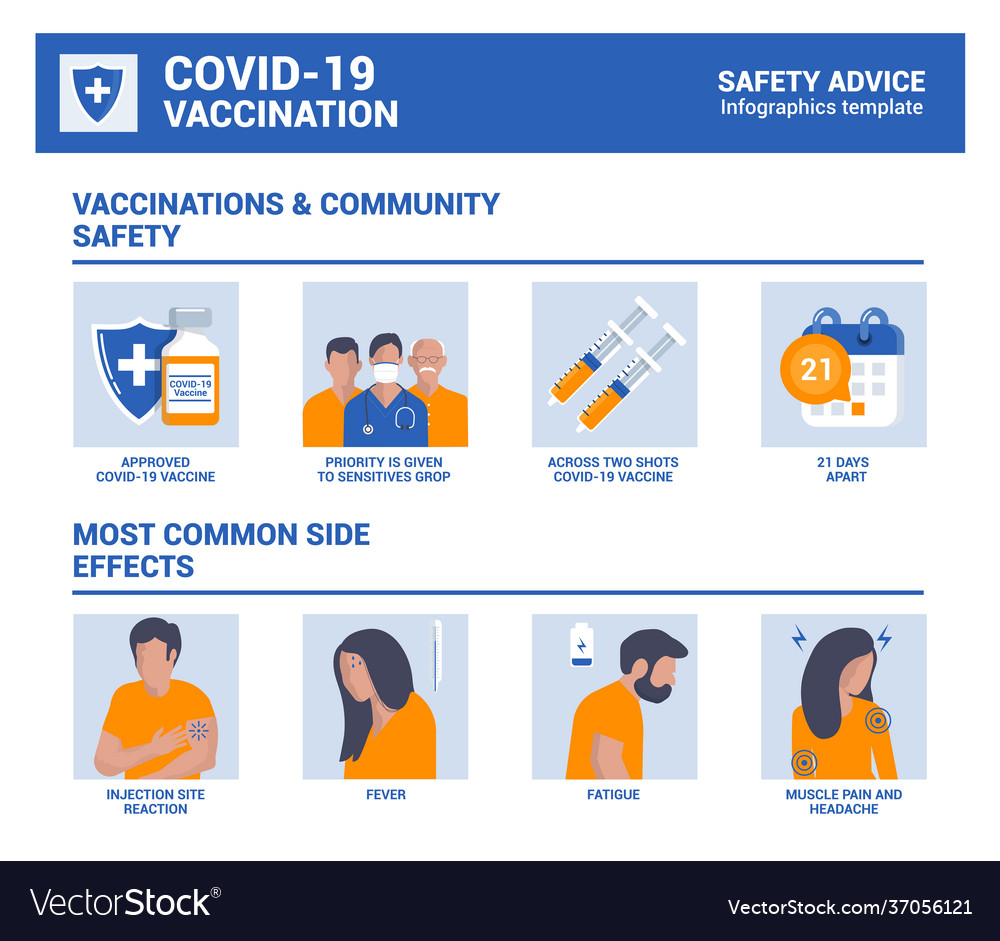 COVID-19
VACCINATION
SAFETY ADVICE
Infographics template
VACCINATIONS & COMMUNITY
SAFETY
COVID-19
Vaccine
21
APPROVED
COVID-19 VACCINE
PRIORITY IS GIVEN
TO SENSITIVES GROP
ACROSS TWO SHOTS
COVID-19 VACCINE
21 DAYS
APART
MOST COMMON SIDE
EFFECTS
INJECTION SITE
REACTION
FEVER
FATIGUE
MUSCLE PAIN AND
HEADACHE
VectorStock®
VectorStock.com/37056121